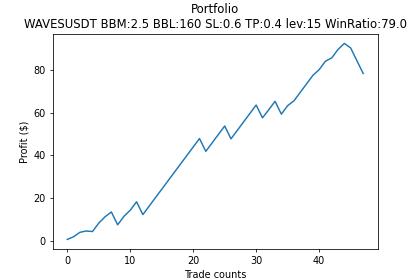 Portfolio
WAVESUSDT BBM:2.5 BBL:160 SL:0.6 TP:0.4 lev:15 WinRatio:79.0
Profit ($)
80
60
40
20
0
0 10 20 30 40
Trade counts